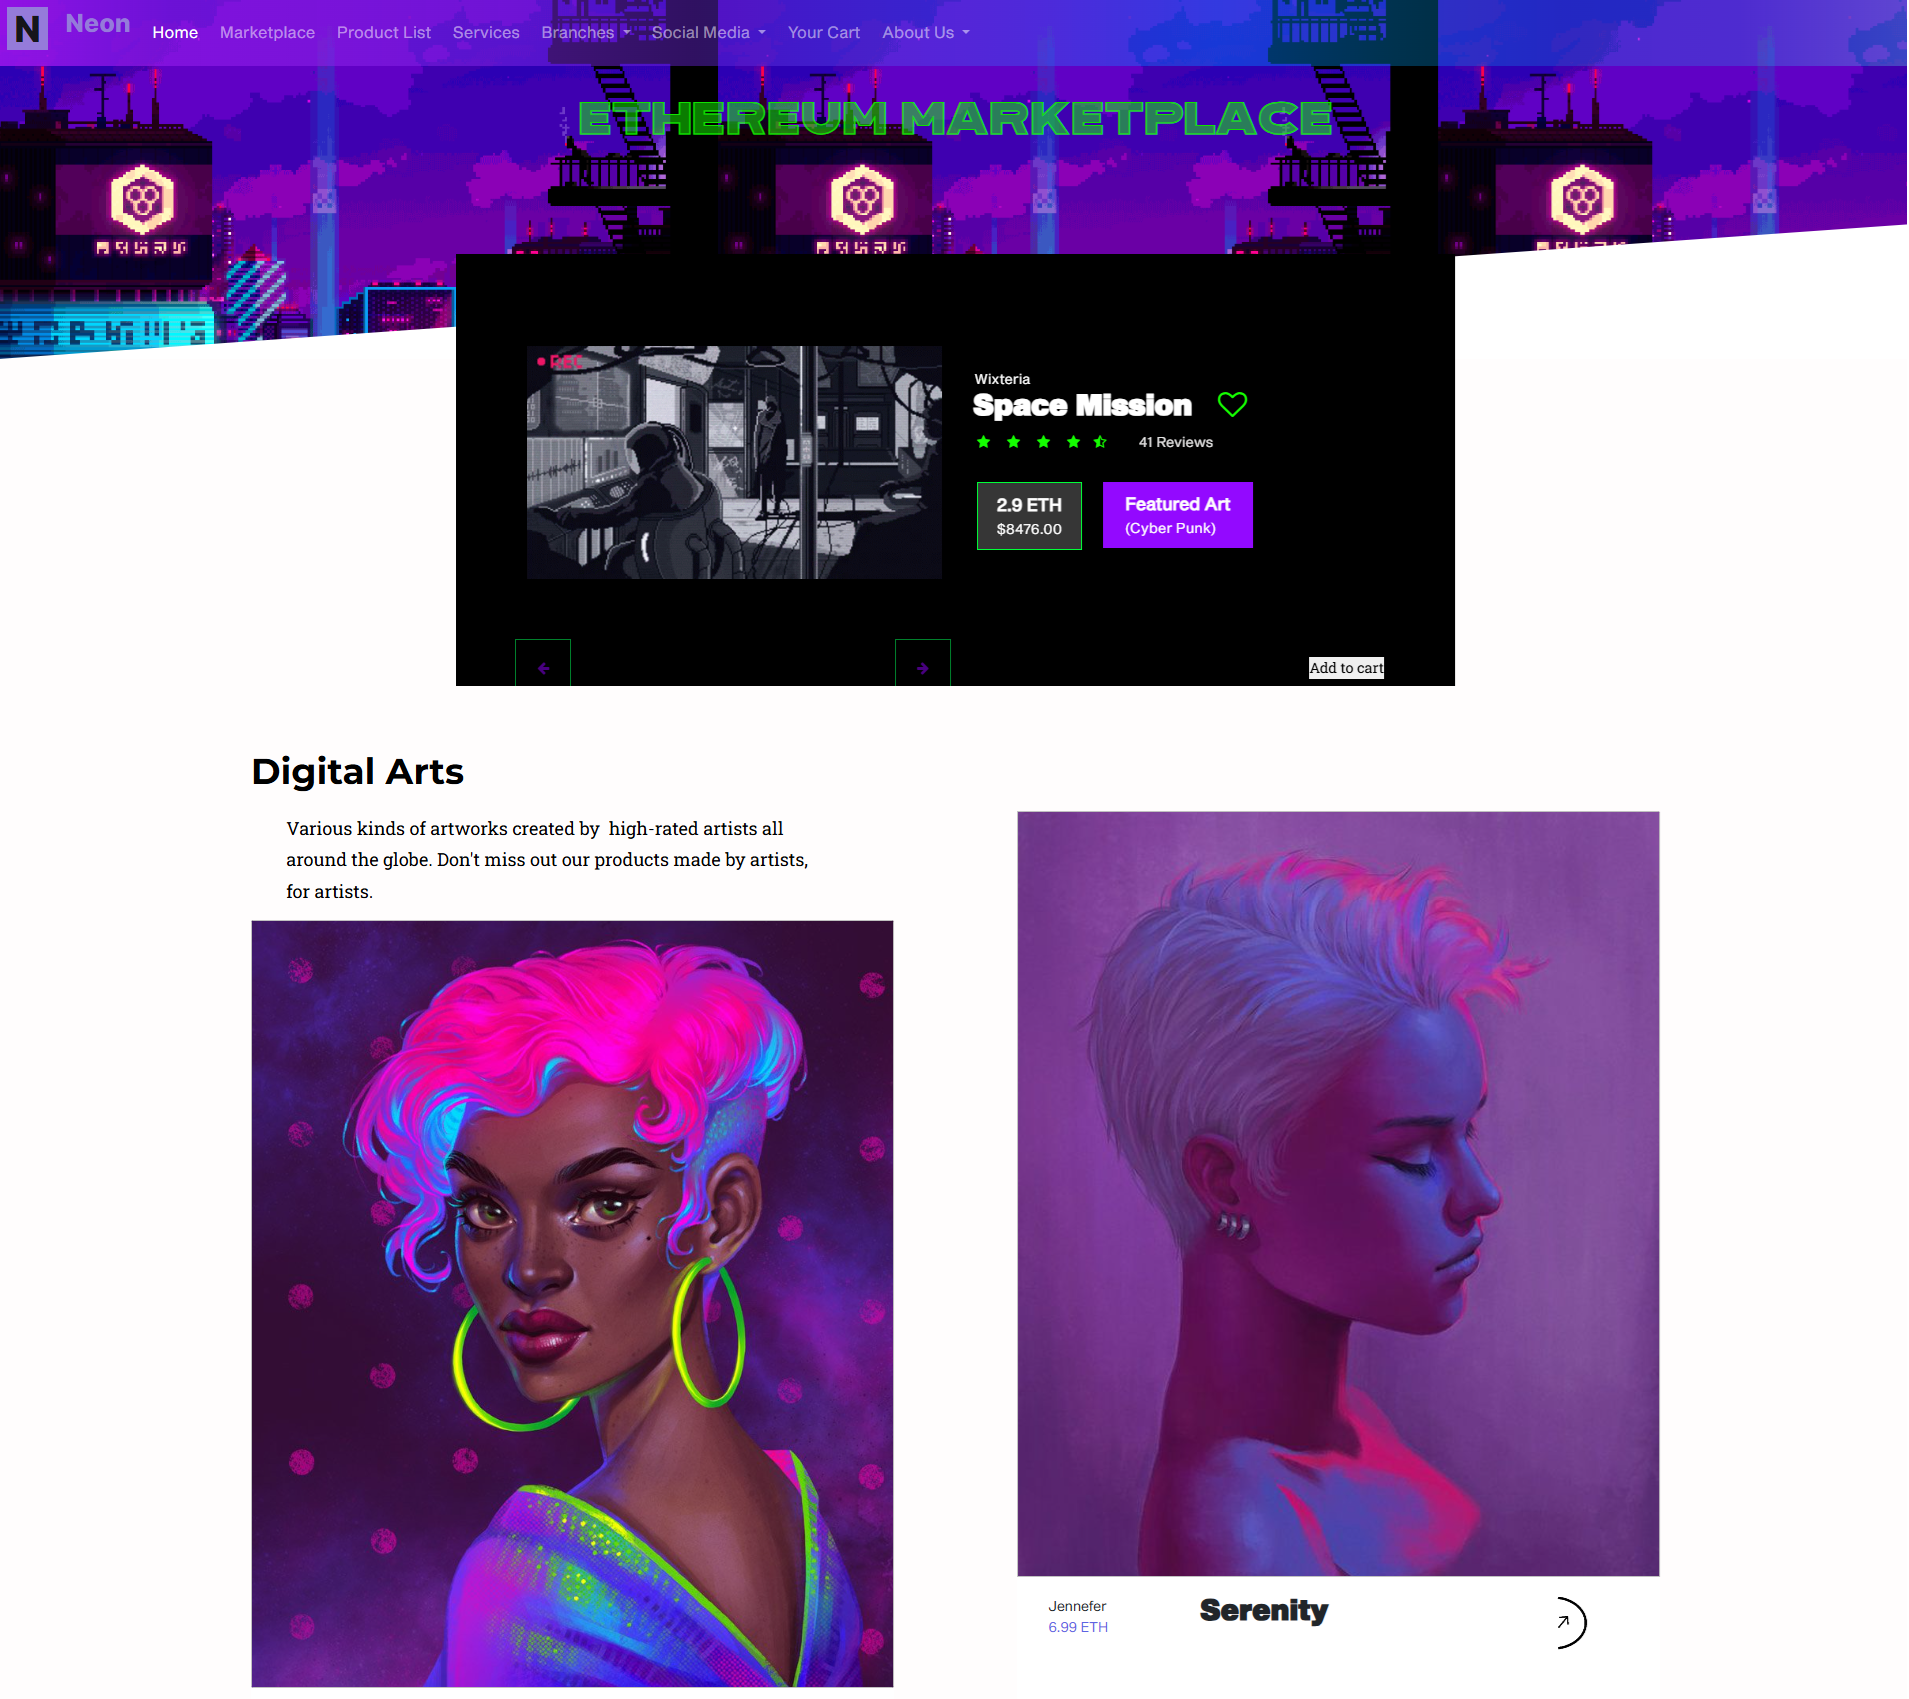 N Neon Home Marketplace Product List Services Branches Social Media Your Cart About Us
ETHEREUM MARKETPLACE
REC
Wixteria
Space Mission
41 Reviews
2.9 ETH
$8476.00
Featured Art
(Cyber Punk)
Add to cart
Digital Arts
Various kinds of artworks created by high-rated artists all
around the globe. Don't miss out our products made by artists,
for artists.
Jennefer
6.99 ETH
Serenity